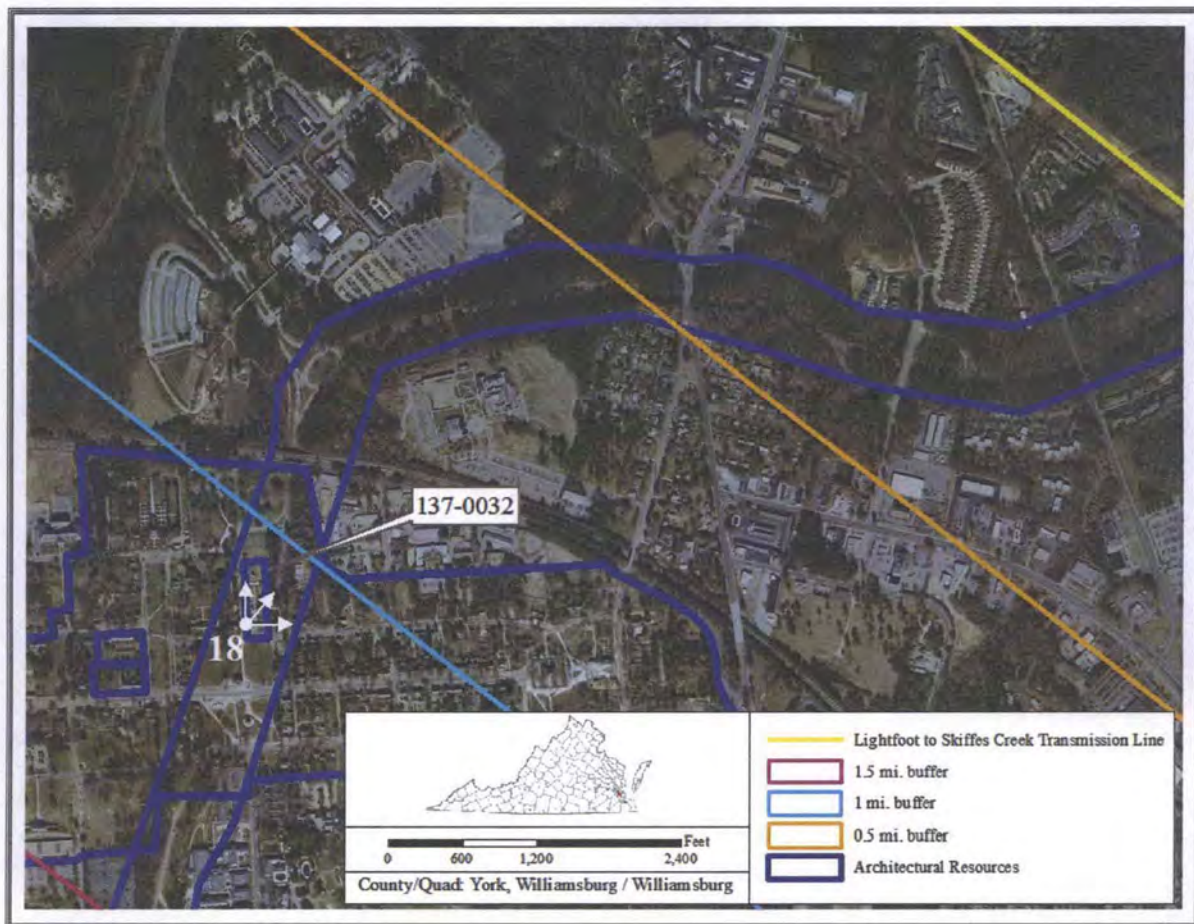 137-0032
18
Feet
0 600 1,200 2,400
County/Quad: York, Williamsburg / Williamsburg
Lightfoot to Skiffes Creek Transmission Line
1.5 mi. buffer
1 mi. buffer
0.5 mi. buffer
Architectural Resources